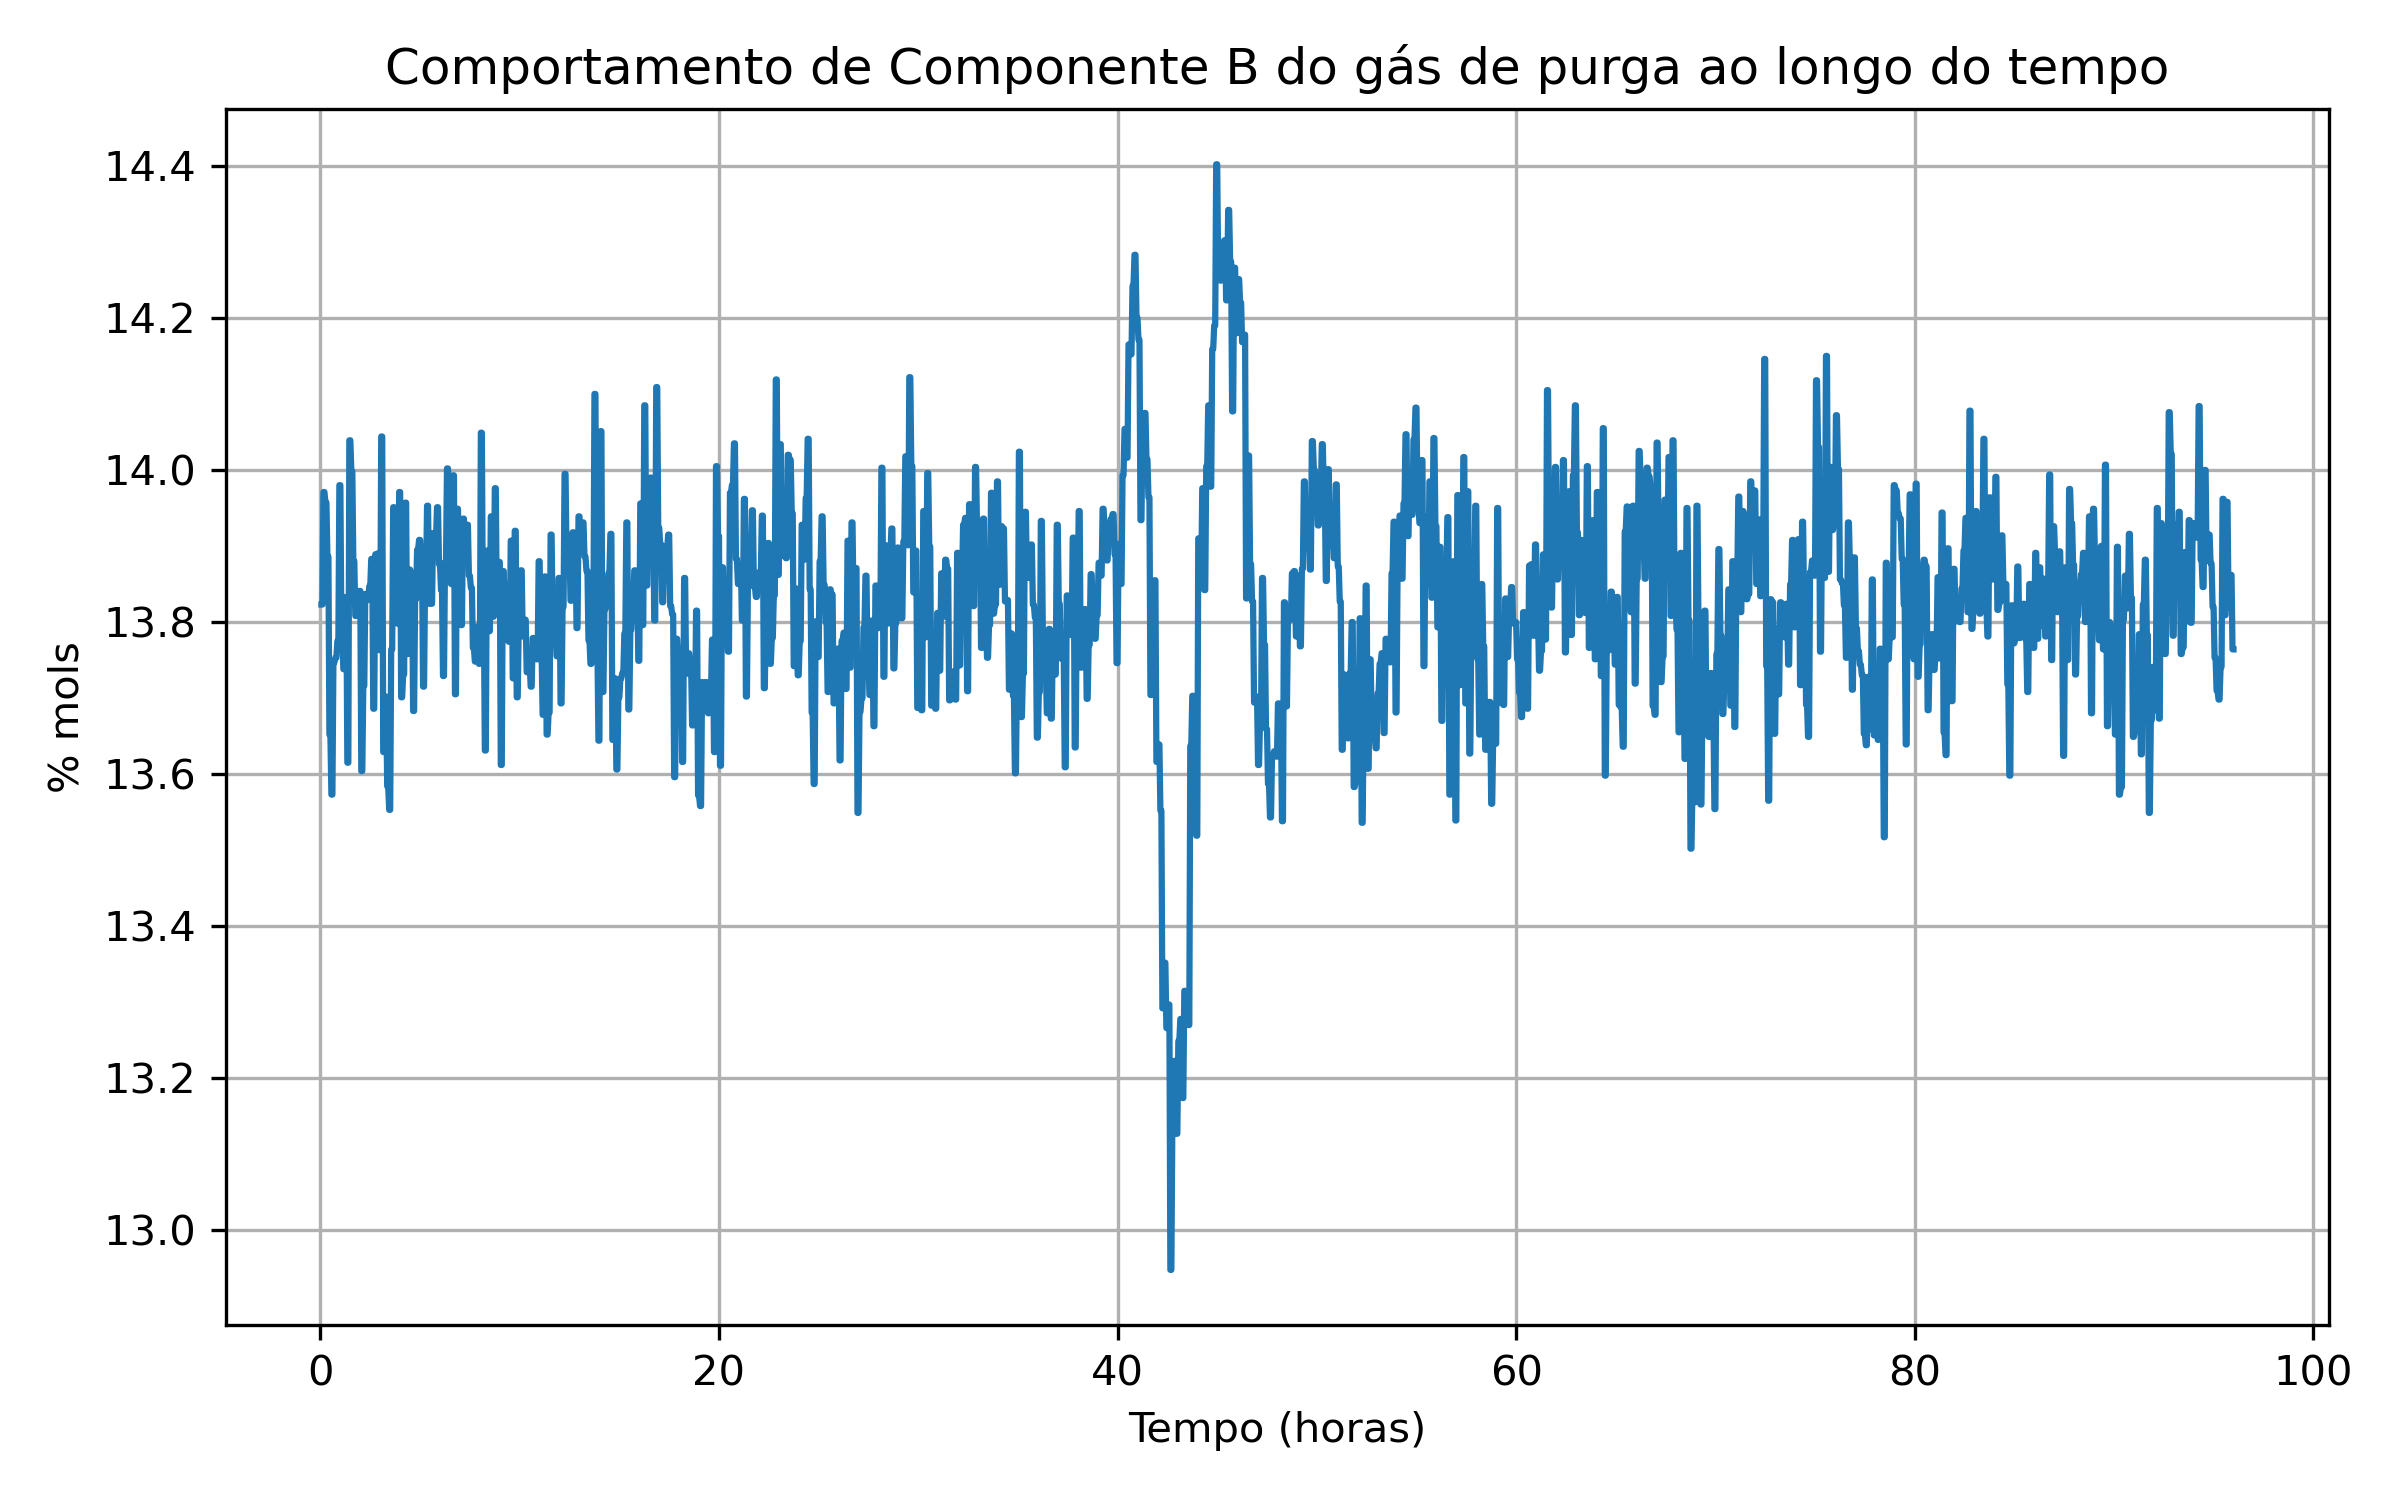 Comportamento de Componente B do gás de purga ao longo do tempo
% mols
14.4
14.2
14.0
13.8
13.6
13.4
13.2
13.0
0 20 40 60 80 100
Tempo (horas)